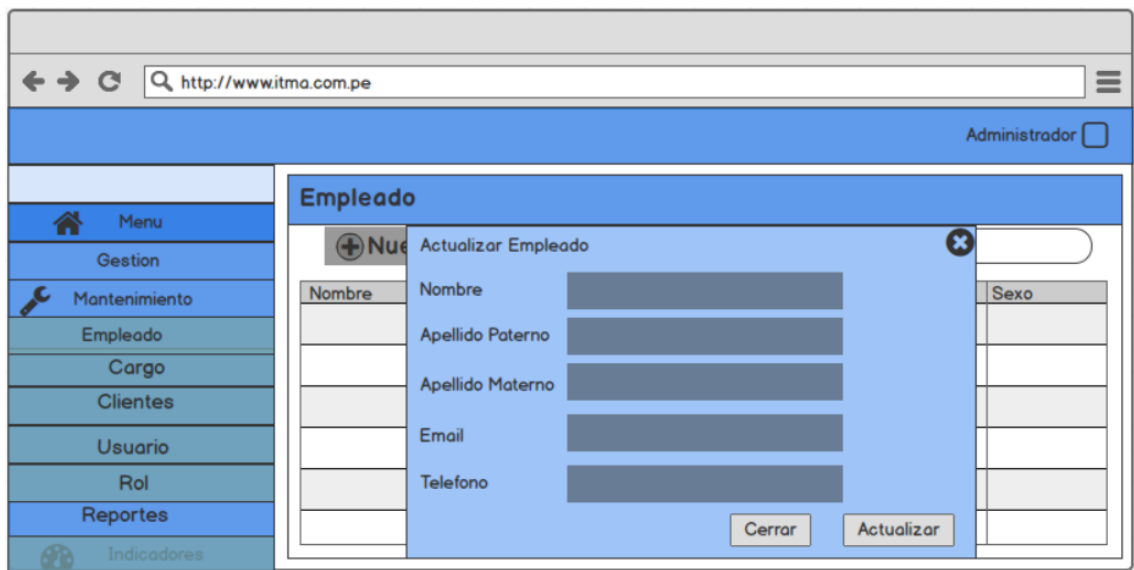 http://www.itma.com.pe
Administrador
Menu
Gestion
Mantenimiento
Empleado
Cargo
Clientes
Usuario
Rol
Reportes
Indicadores
Empleado
Nue
Nombre
Sexo
Actualizar Empleado
Nombre
Apellido Paterno
Apellido Materno
Email
Telefono
Cerrar Actualizar